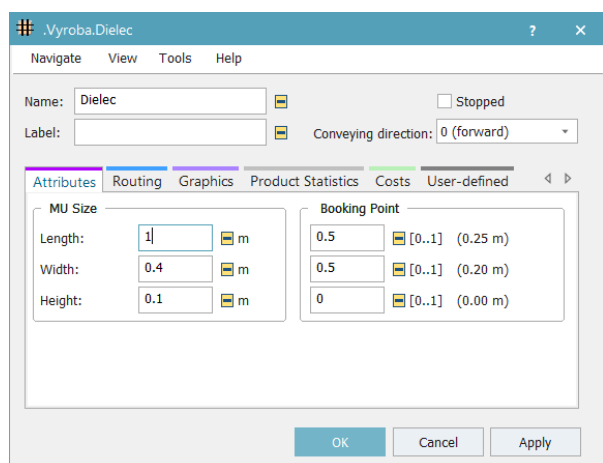 .Vyroba.Dielec ? ×
Navigate View Tools Help
Name: Dielec Stopped
Label: Conveying direction: 0 (forward)
Attributes Routing Graphics Product Statistics Costs User-defined
MU Size Booking Point
Length: 1 m 0.5 [0..1] (0.25 m)
Width: 0.4 m 0.5 [0..1] (0.20 m)
Height: 0.1 m 0 [0..1] (0.00 m)
OK Cancel Apply